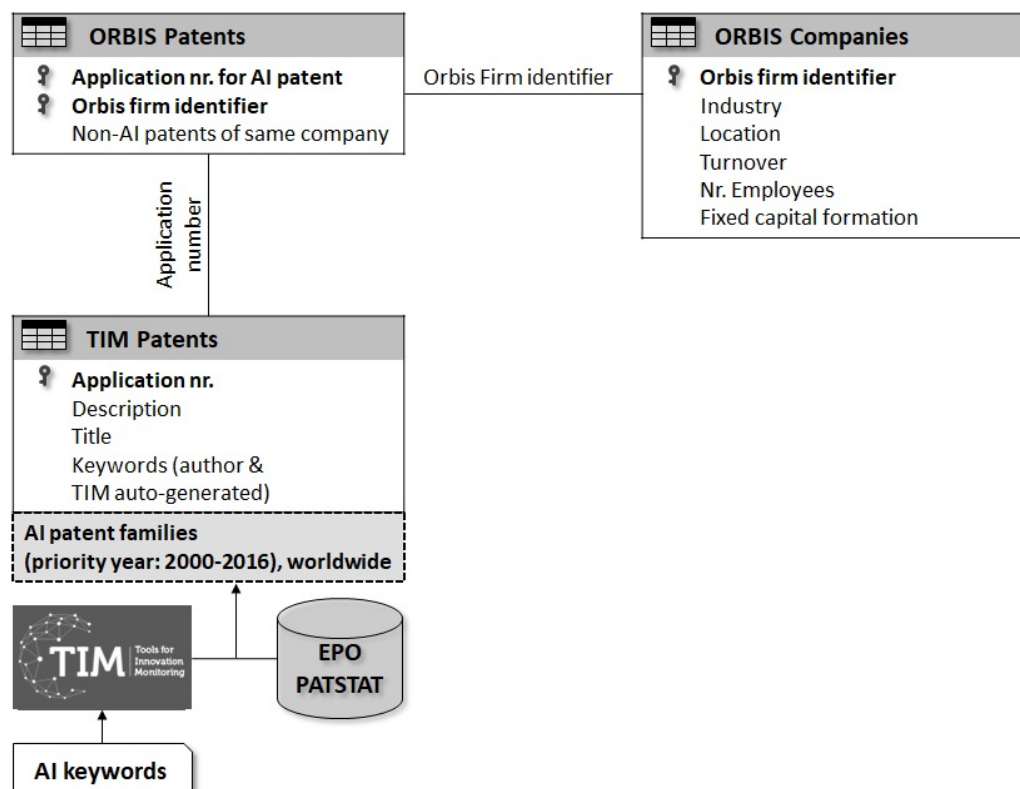 ORBIS Patents
Application nr. for AI patent
Orbis firm identifier
Non-AI patents of same company
Orbis Firm identifier
ORBIS Companies
Orbis firm identifier
Industry
Location
Turnover
Nr. Employees
Fixed capital formation
Application
number
TIM Patents
Application nr.
Description
Title
Keywords (author &
TIM auto-generated)
AI patent families
(priority year: 2000-2016), worldwide
TIM
Tools for
Innovation
Monitoring
EPO
PATSTAT
AI keywords